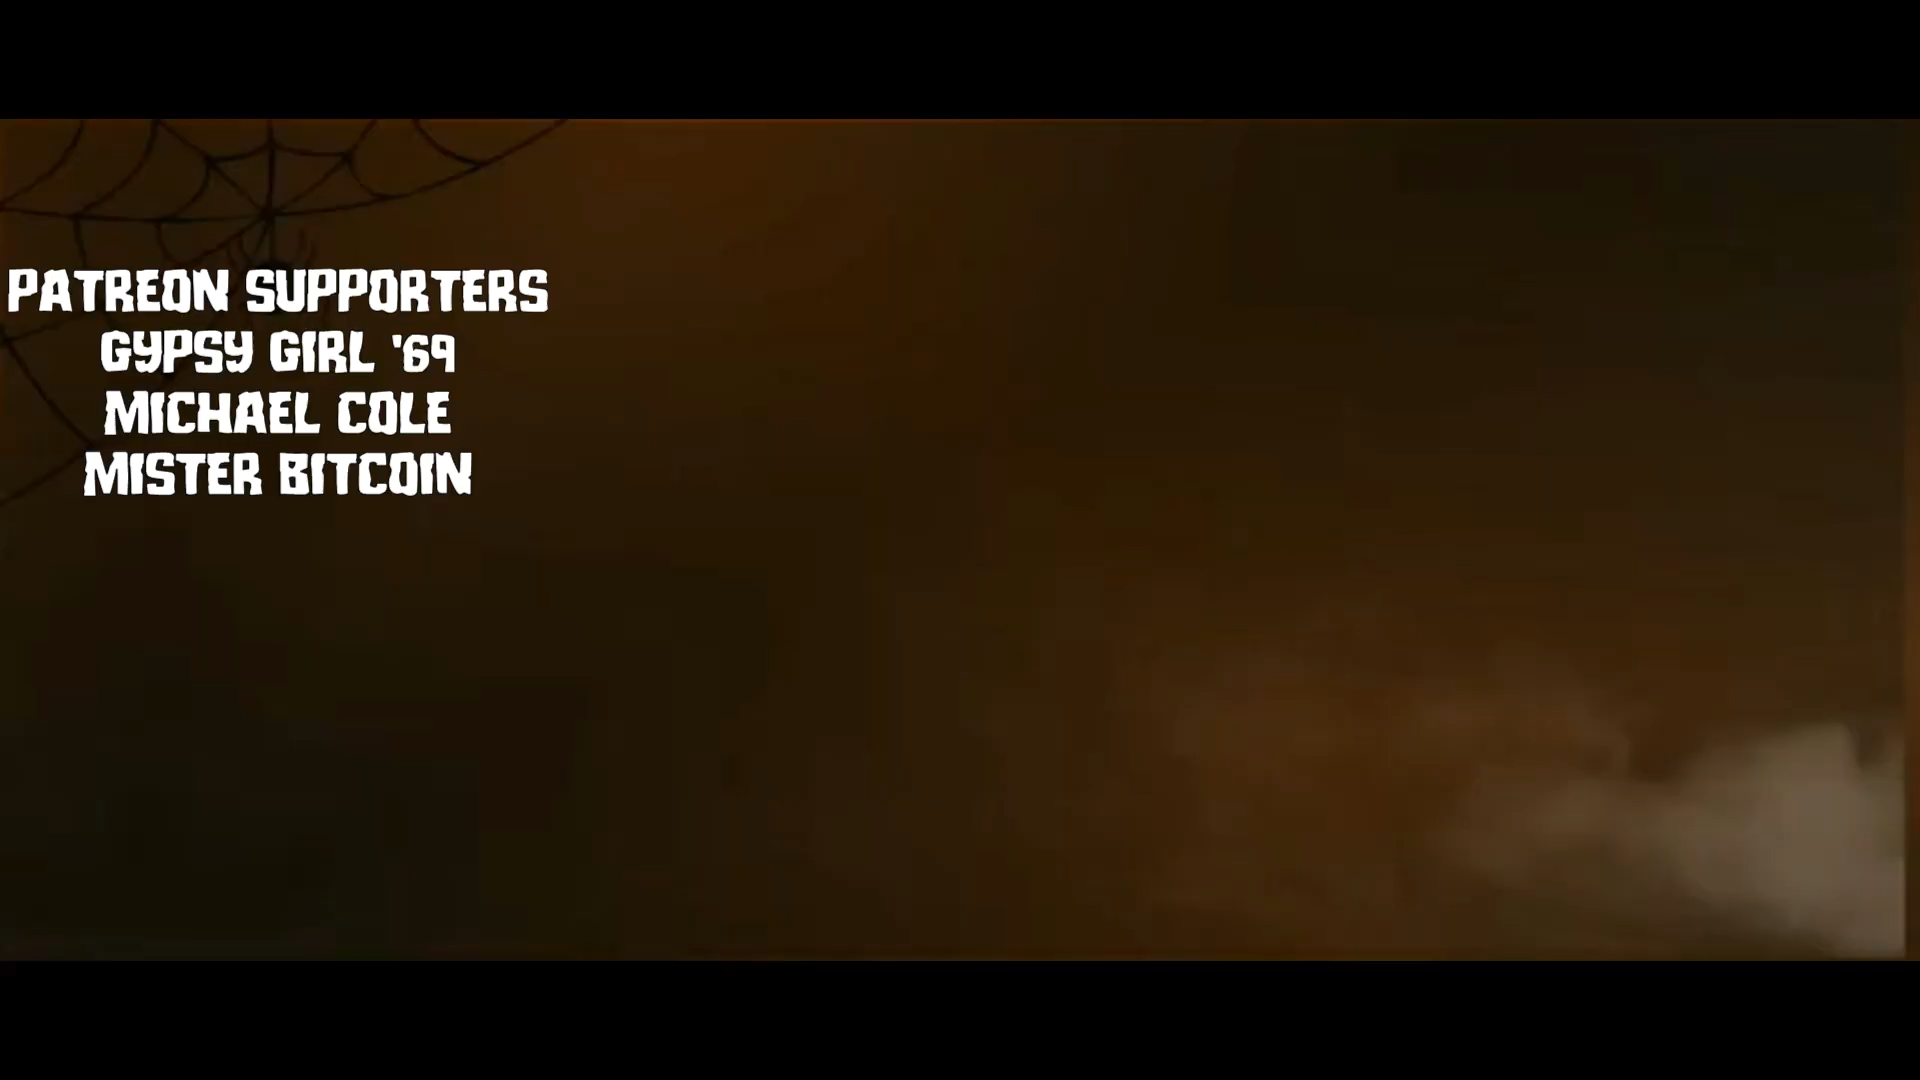 PATREON SUPPORTERS
GYPSY GIRL '69
MICHAEL COLE
MISTER BITCOIN